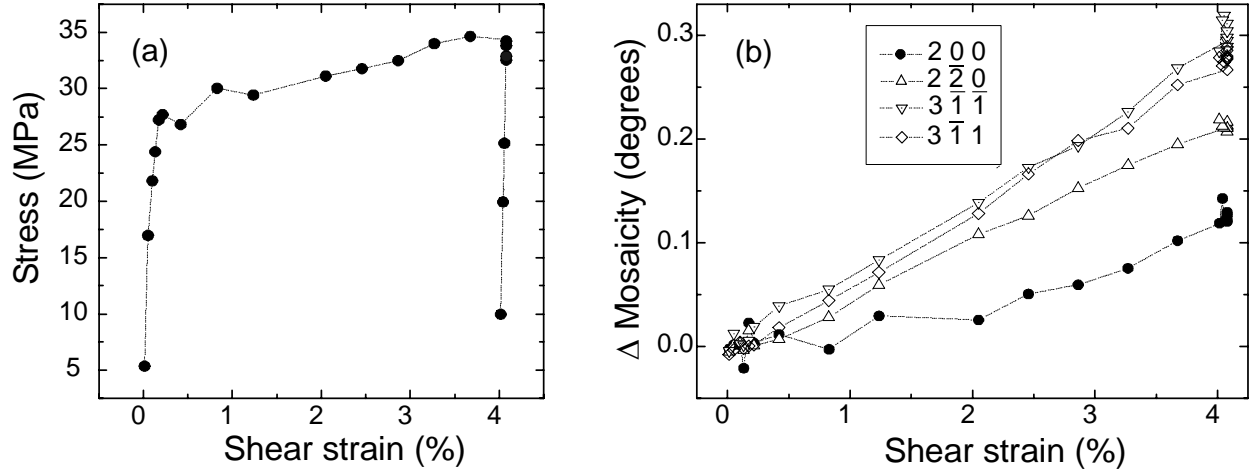 (a)
35
30
25
20
15
10
5
Stress (MPa)
0 1 2 3 4
Shear strain (%)
(b)
2 0 0
2 2̅ 0
3 1̅ 1̅
3 1̅ 1
0.3
0.2
0.1
0.0
Δ Mosaicity (degrees)
0 1 2 3 4
Shear strain (%)